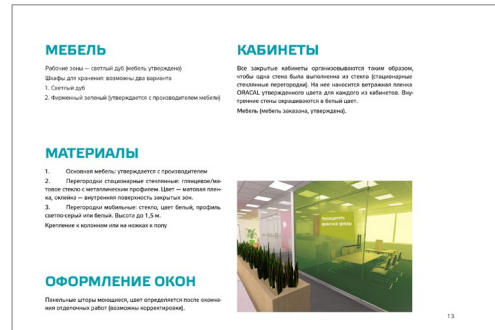 МЕБЕЛЬ
Рабочие зоны — светлый дуб (мебель утверждена)
Шкафы для хранения: возможны два варианта
1. Светлый дуб
2. Фирменный зеленый (утверждается с производителем мебели)
КАБИНЕТЫ
Все закрытые кабинеты организовываются таким образом,
чтобы одна стена была выполнена из стекла (стационарные
стеклянные перегородки). На нее наносится витражная пленка
ORACAL утвержденного цвета для каждого из кабинетов. Вну-
тренние стены окрашиваются в белый цвет.
Мебель (мебель заказана, утверждена).
МАТЕРИАЛЫ
1. Основная мебель: утверждается с производителем
2. Перегородки стационарные стеклянные: глянцевое/ма-
товое стекло с металлическим профилем. Цвет — матовая плен-
ка, оклейка — внутренняя поверхность закрытых зон.
3. Перегородки мобильные: стекло, цвет белый, профиль
светло-серый или белый. Высота до 1,5 м.
Крепление к колоннам или на ножках к полу
ОФОРМЛЕНИЕ ОКОН
Панельные шторы моющиеся, цвет определяется после оконча-
ния отделочных работ (возможны корректировки).
13